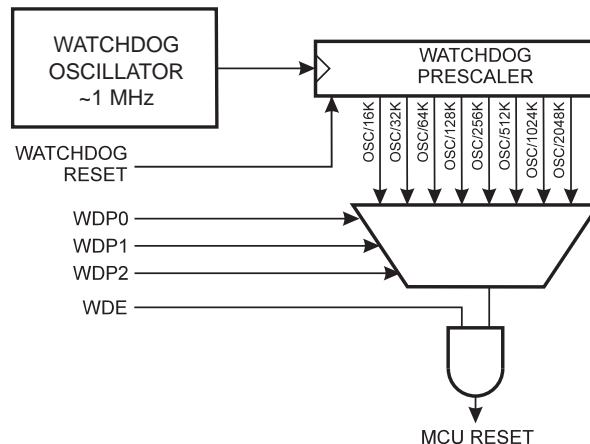 WATCHDOG
OSCILLATOR
~1 MHz
WATCHDOG
PRESCALER
OSC/16K
OSC/32K
OSC/64K
OSC/128K
OSC/256K
OSC/512K
OSC/1024K
OSC/2048K
WATCHDOG
RESET
WDP0
WDP1
WDP2
WDE
MCU RESET